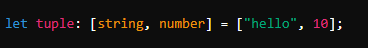 let tuple: [string, number] = ["hello", 10];